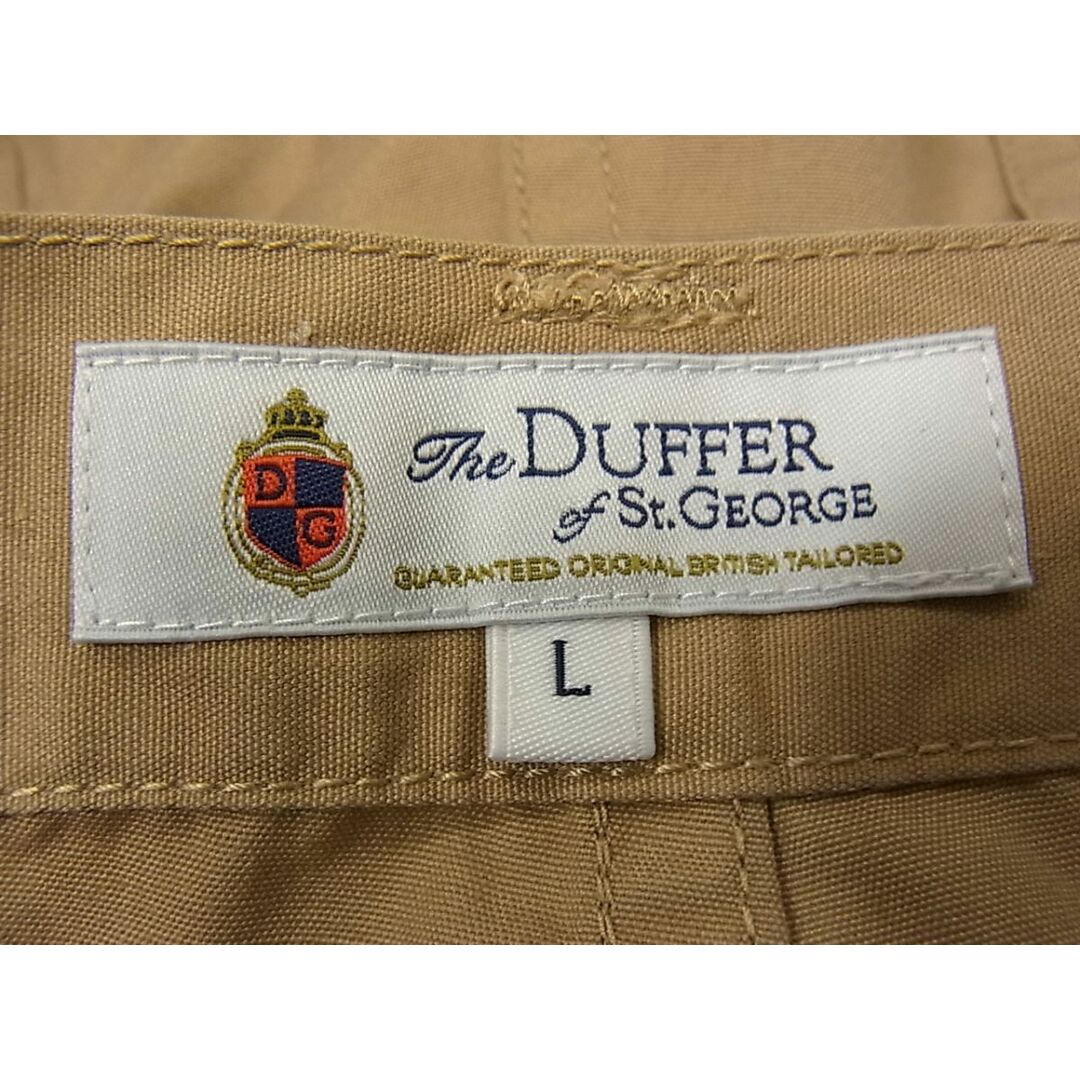 D
G
The DUFFER
of St. GEORGE
GUARANTEED ORIGINAL BRITISH TAILORED
L